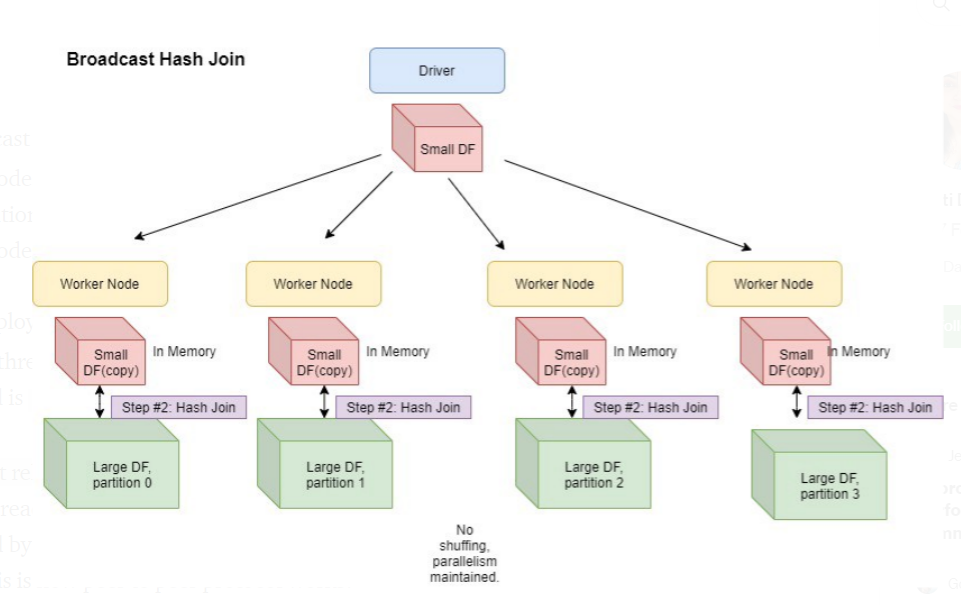 Broadcast Hash Join
Driver
Small DF
Worker Node
Worker Node
Worker Node
Worker Node
Small
DF(copy)
In Memory
Small
DF(copy)
In Memory
Small
DF(copy)
In Memory
Small
DF(copy)
In Memory
Step #2: Hash Join
Step #2: Hash Join
Step #2: Hash Join
Step #2: Hash Join
Large DF,
partition 0
Large DF,
partition 1
Large DF,
partition 2
Large DF,
partition 3
No
shuffing,
parallelism
maintained.